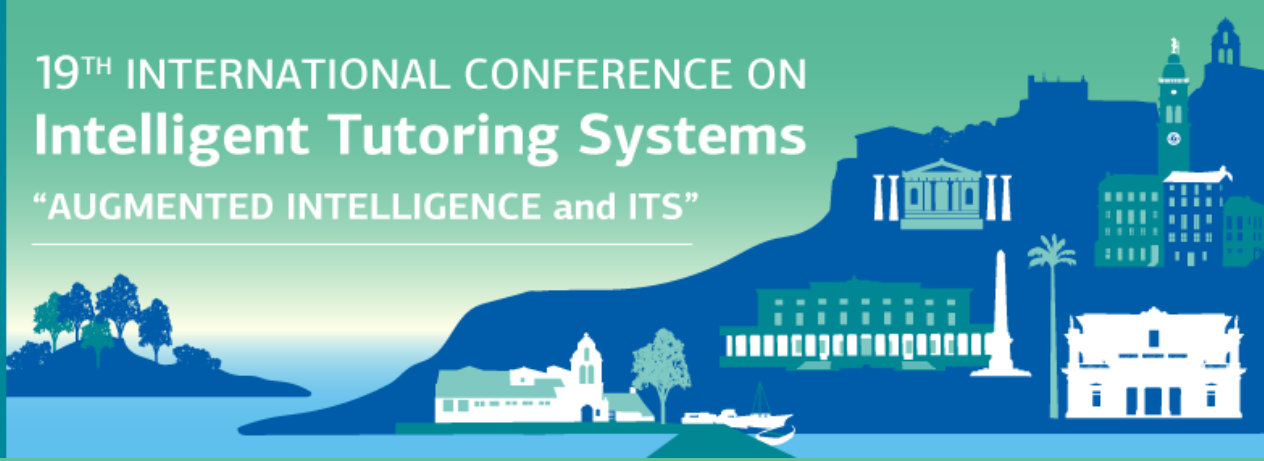 19TH INTERNATIONAL CONFERENCE ON
Intelligent Tutoring Systems
“AUGMENTED INTELLIGENCE and ITS”